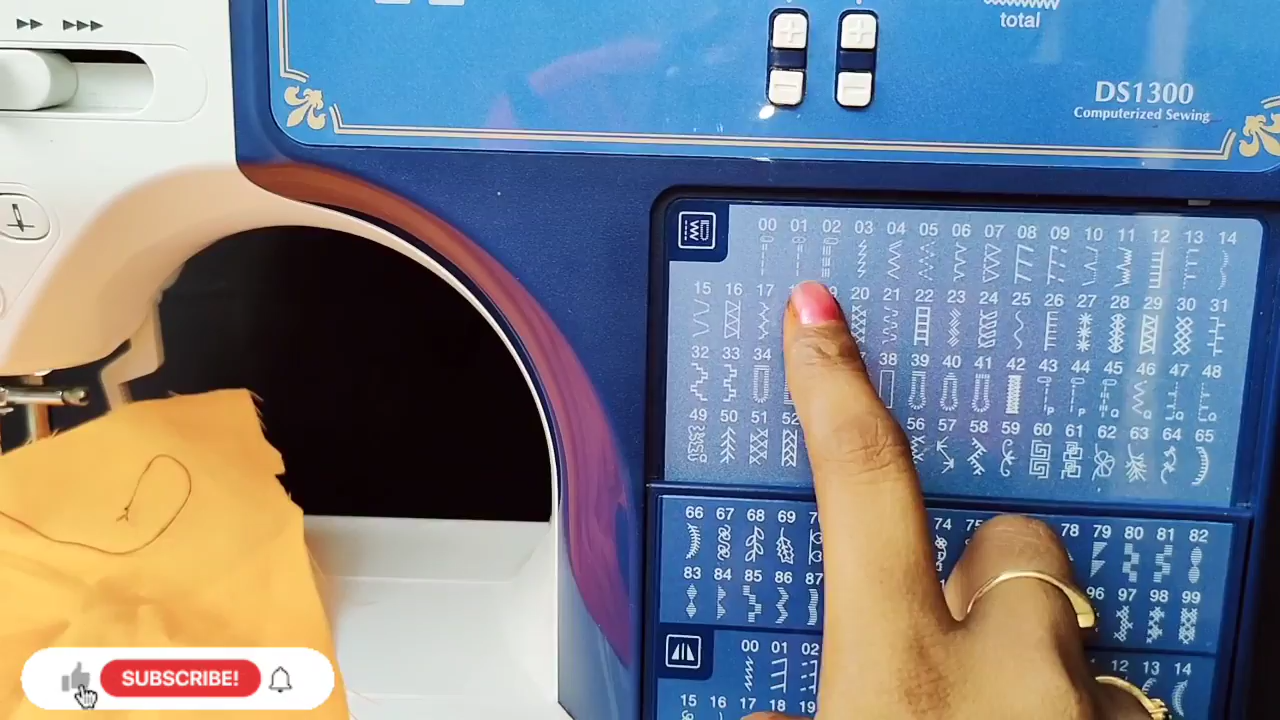 total
DS1300
Computerized Sewing
00 01 02 03 04 05 06 07 08 09 10 11 12 13 14
15 16 17 20 21 22 23 24 25 26 27 28 29 30 31
32 33 34 38 39 40 41 42 43 44 45 46 47 48
P P Q Q Q Q
49 50 51 52 56 57 58 59 60 61 62 63 64 65
Q
66 67 68 69 74 78 79 80 81 82
83 84 85 86 87 96 97 98 99
00 01 02 12 13 14
15 16 17 18 19
SUBSCRIBE!